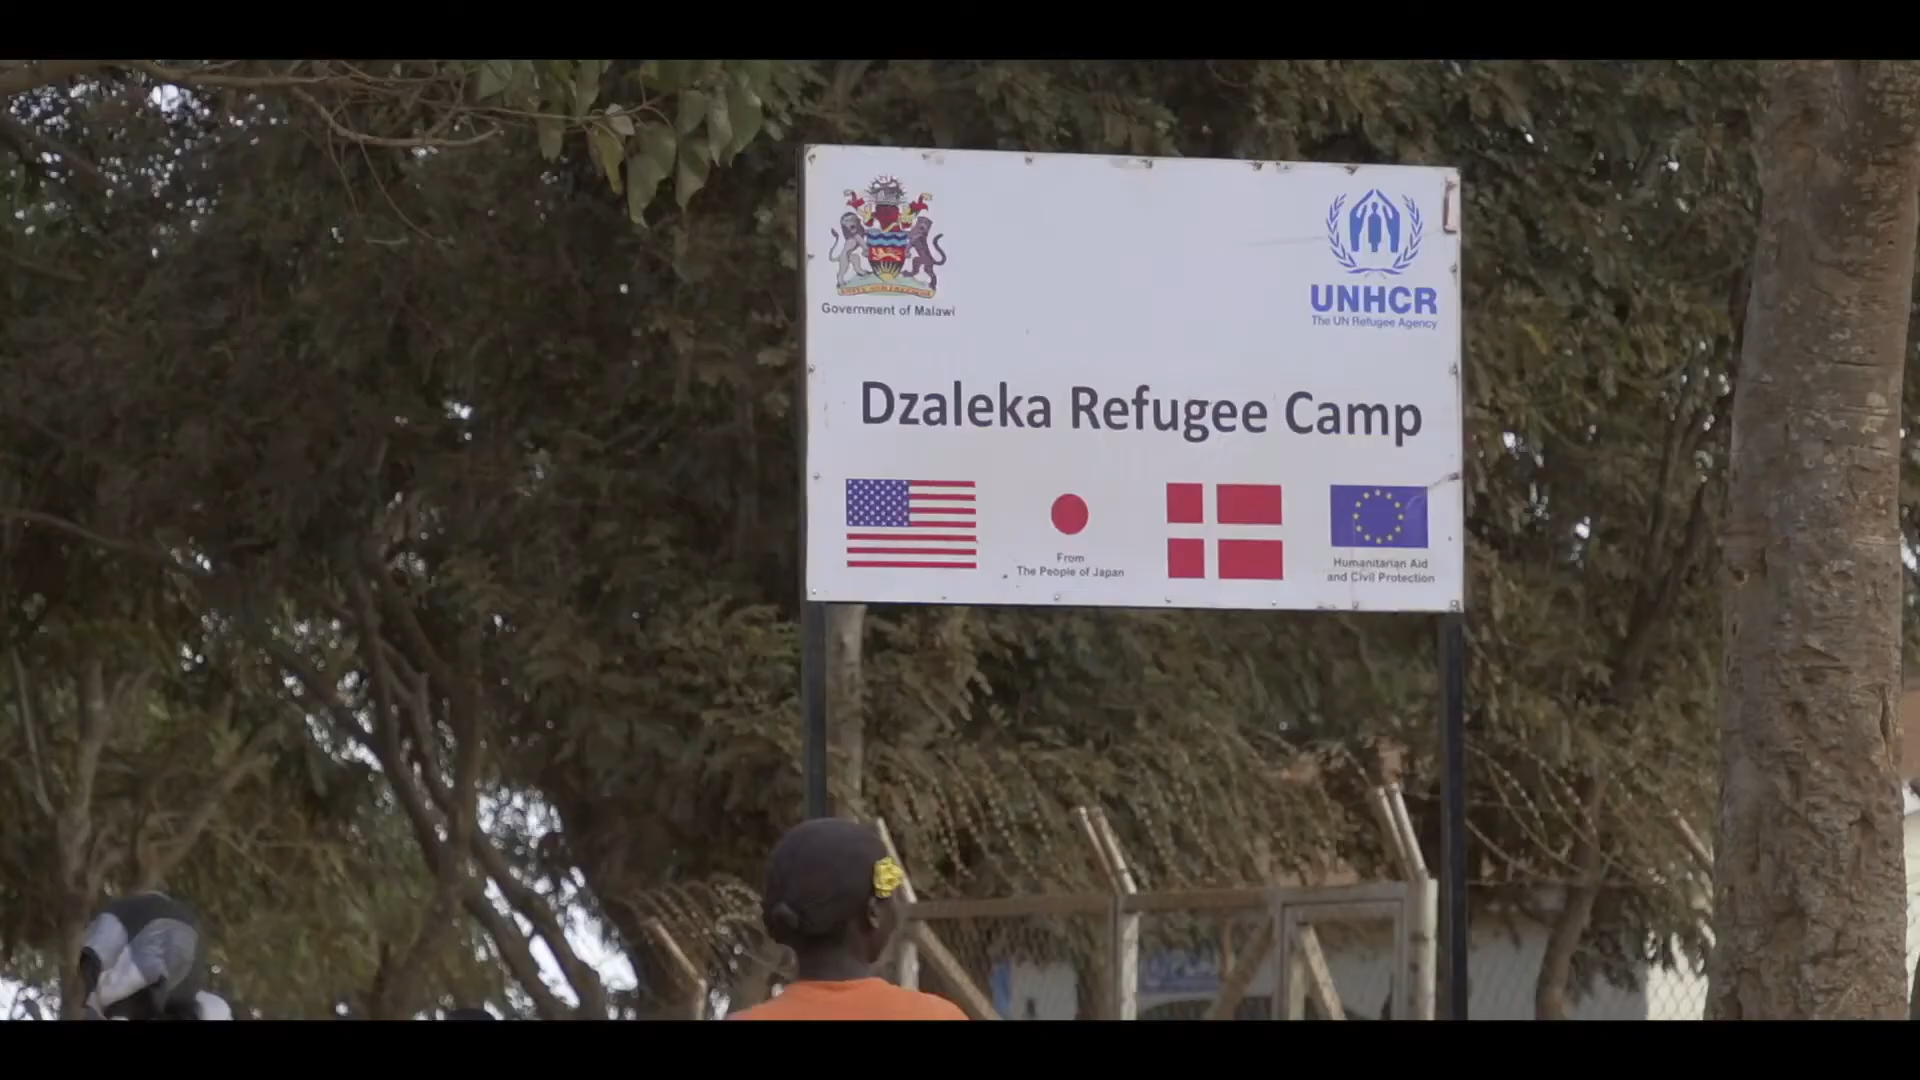 Government of Malawi
UNHCR
The UN Refugee Agency
Dzaleka Refugee Camp
From
The People of Japan
Humanitarian Aid
and Civil Protection